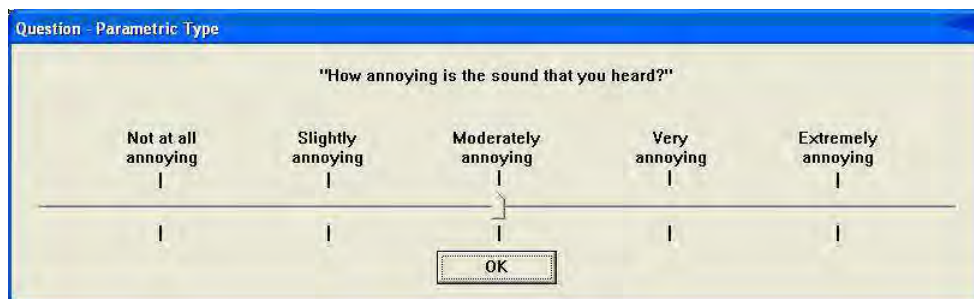 Question - Parametric Type
"How annoying is the sound that you heard?"
Not at all annoying
Slightly annoying
Moderately annoying
Very annoying
Extremely annoying
OK